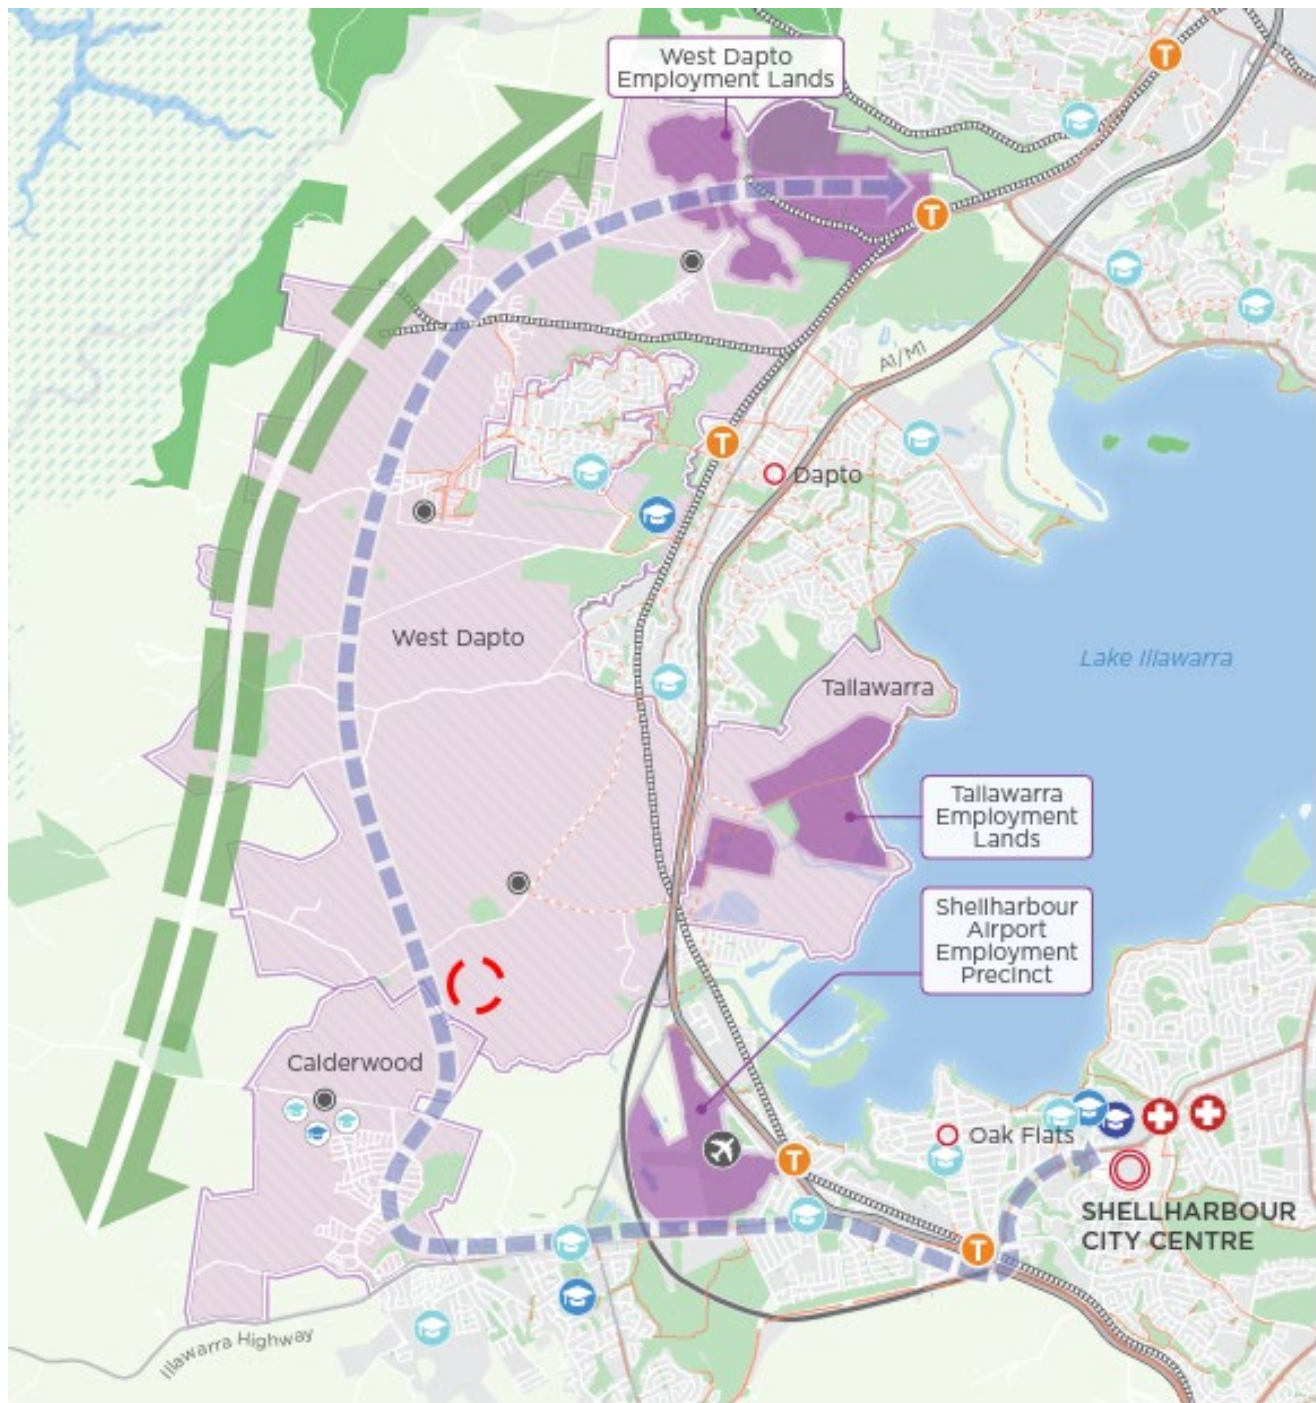 West Dapto
Employment Lands
T
T
A1/M1
T
Dapto
West Dapto
Lake Illawarra
Tallawarra
Tallawarra
Employment
Lands
Shellharbour
Airport
Employment
Precinct
Calderwood
Oak Flats
T
SHELLHARBOUR
CITY CENTRE
T
Illawarra Highway